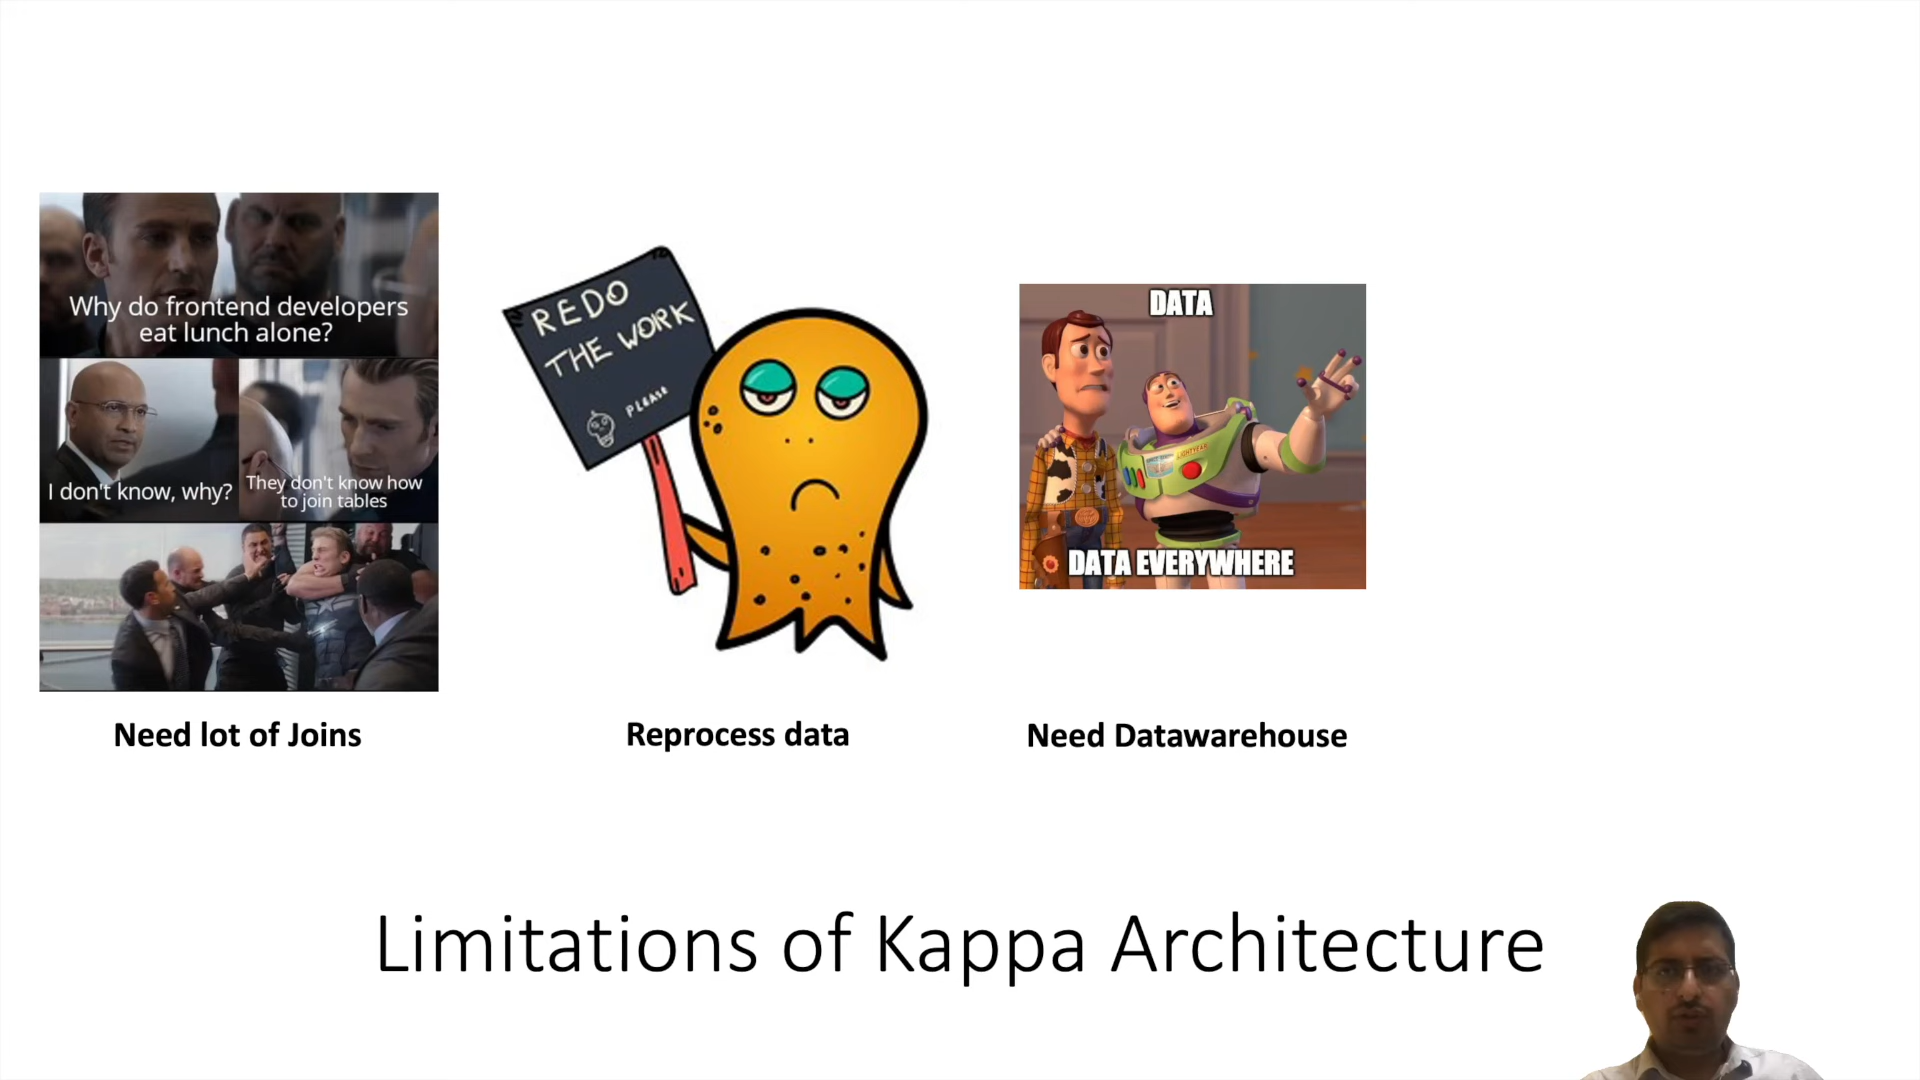 Why do frontend developers
eat lunch alone?
I don't know, why?
They don't know how
to join tables
Need lot of Joins
REDO
THE WORK
PLEASE
Reprocess data
DATA
DATA EVERYWHERE
Need Datawarehouse
Limitations of Kappa Architecture